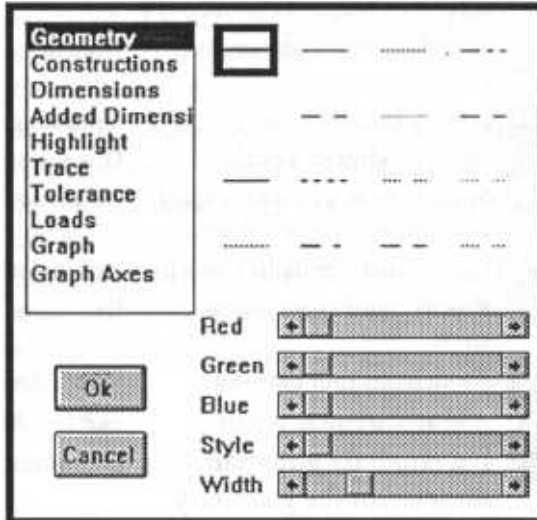 Geometry
Constructions
Dimensions
Added Dimensi
Highlight
Trace
Tolerance
Loads
Graph
Graph Axes
Red
Green
Blue
Style
Width
Ok
Cancel